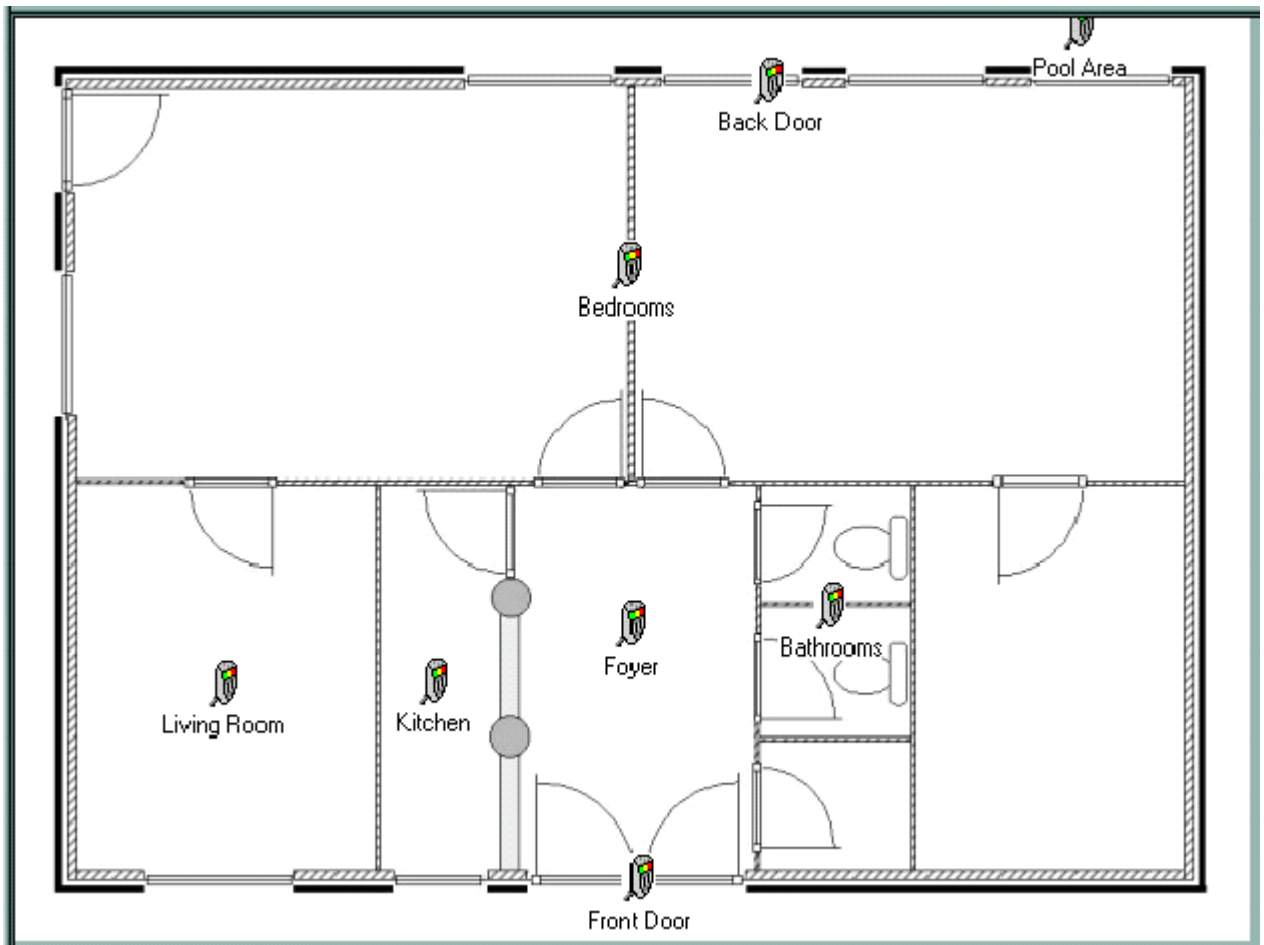 Pool Area
Back Door
Bedrooms
Foyer
Bathrooms
Living Room
Kitchen
Front Door